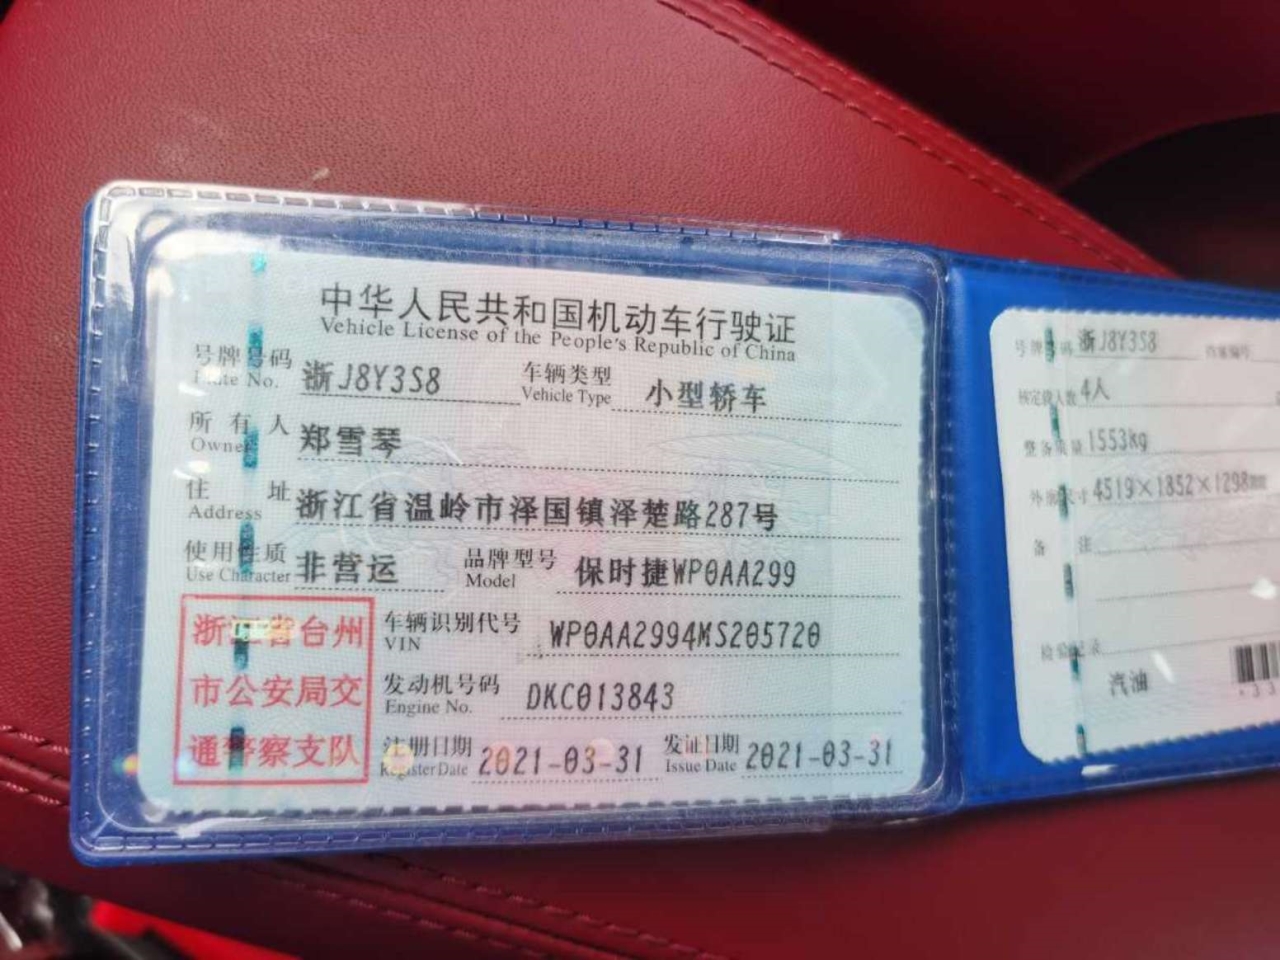 中华人民共和国机动车行驶证
Vehicle License of the People's Republic of China
号牌号码 浙J8Y3S8 车辆类型 小型轿车
Plate No. Vehicle Type
所有人 郑雪琴
Owner
住址 浙江省温岭市泽国镇泽楚路287号
Address
使用性质 非营运 品牌型号 保时捷WP0AA299
Use Character Model
浙江省台州
市公安局交
通警察支队
车辆识别代号 WP0AA2994MS205720
VIN
发动机号码 DKC013843
Engine No.
注册日期 2021-03-31 发证日期 2021-03-31
Register Date Issue Date
号牌号码 浙J8Y3S8 档案编号
核定载人数 4人
整备质量 1553kg
外廓尺寸 4519×1852×1298mm
备注
检验记录
汽油